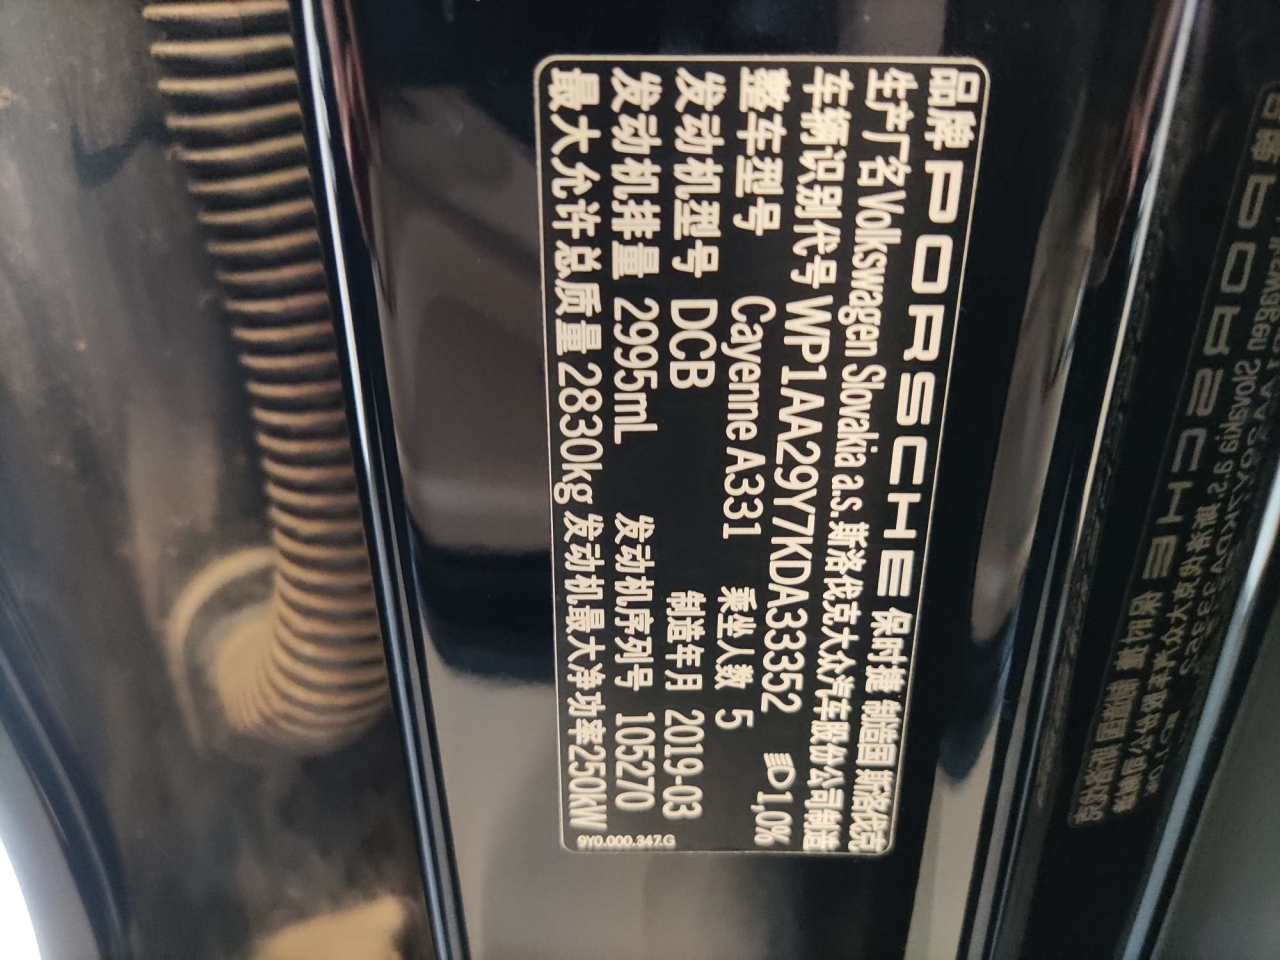 品牌 PORSCHE 保时捷 制造国 斯洛伐克
生产厂名 Volkswagen Slovakia a.s. 斯洛伐克大众汽车股份公司制造
车辆识别代号 WP1AA29Y7KDA33352 1,0%
整车型号 Cayenne A331 乘坐人数 5
发动机型号 DCB 制造年月 2019-03
发动机排量 2995mL 发动机序列号 105270
最大允许总质量 2830kg 发动机最大净功率250kW
9Y0.000.347.G